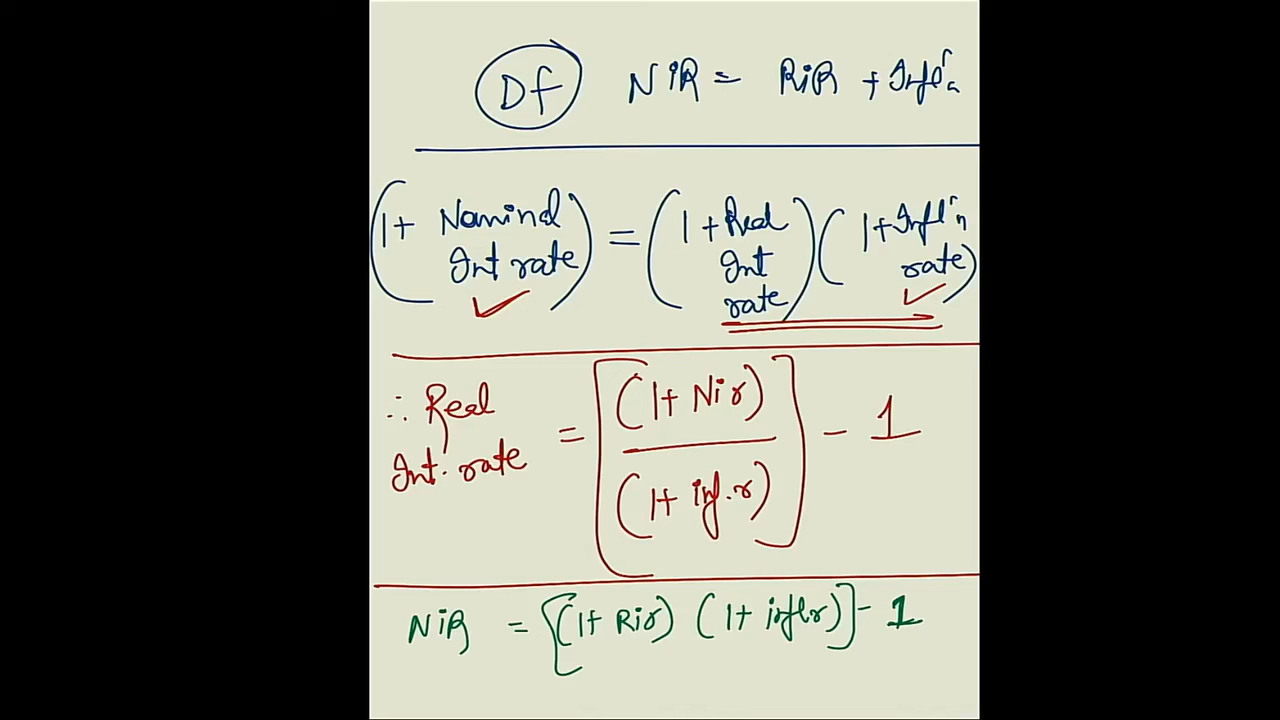 Df NiR = RiR + Infl^n
(1+ Nominal Int rate) = (1+Real Int rate) (1+Infl^n rate)
∴ Real Int. rate = [(1+ Nir) / (1+ inf.r)] - 1
NiR = [(1+ Rir) (1+ infl.r)] - 1